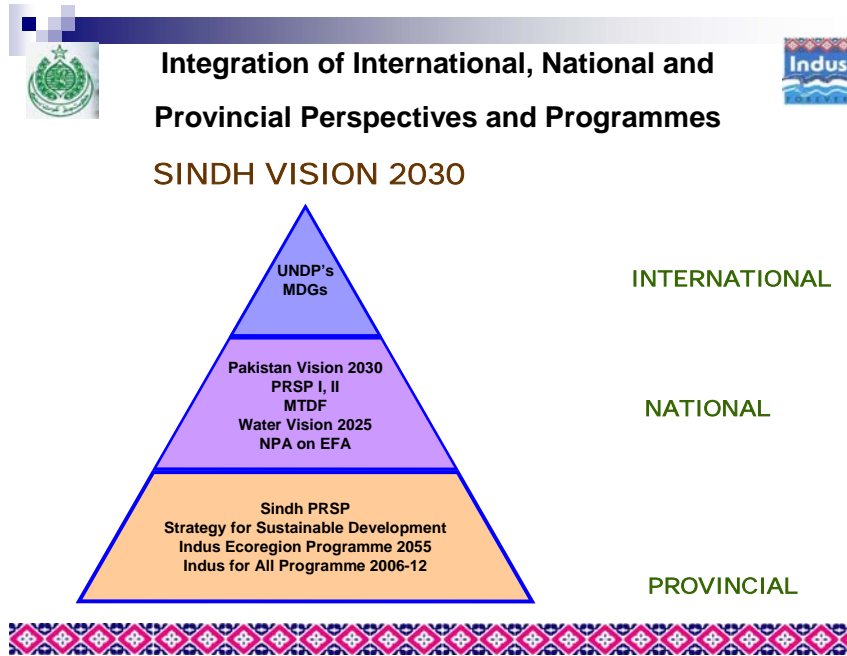 Integration of International, National and
Provincial Perspectives and Programmes
Indus
FOREVER
SINDH VISION 2030
UNDP's
MDGs
INTERNATIONAL
Pakistan Vision 2030
PRSP I, II
MTDF
Water Vision 2025
NPA on EFA
NATIONAL
Sindh PRSP
Strategy for Sustainable Development
Indus Ecoregion Programme 2055
Indus for All Programme 2006-12
PROVINCIAL